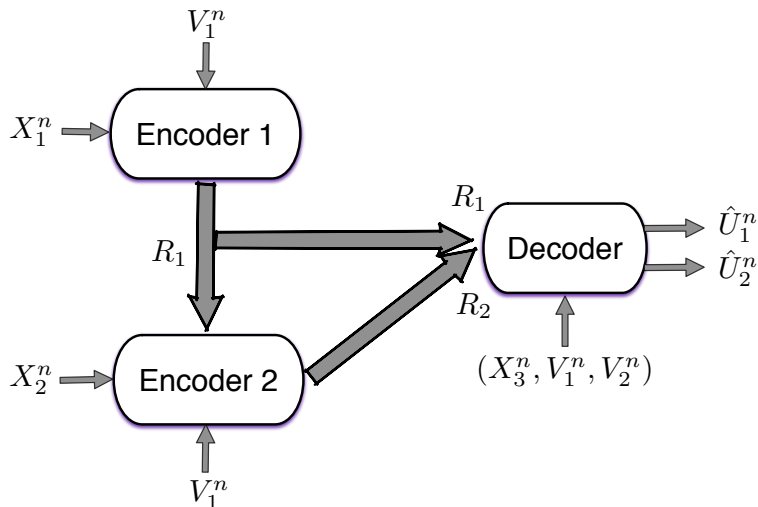 V_1^n
X_1^n
Encoder 1
R_1
R_1
Û_1^n
Decoder
Û_2^n
R_2
X_2^n
Encoder 2
(X_3^n, V_1^n, V_2^n)
V_1^n